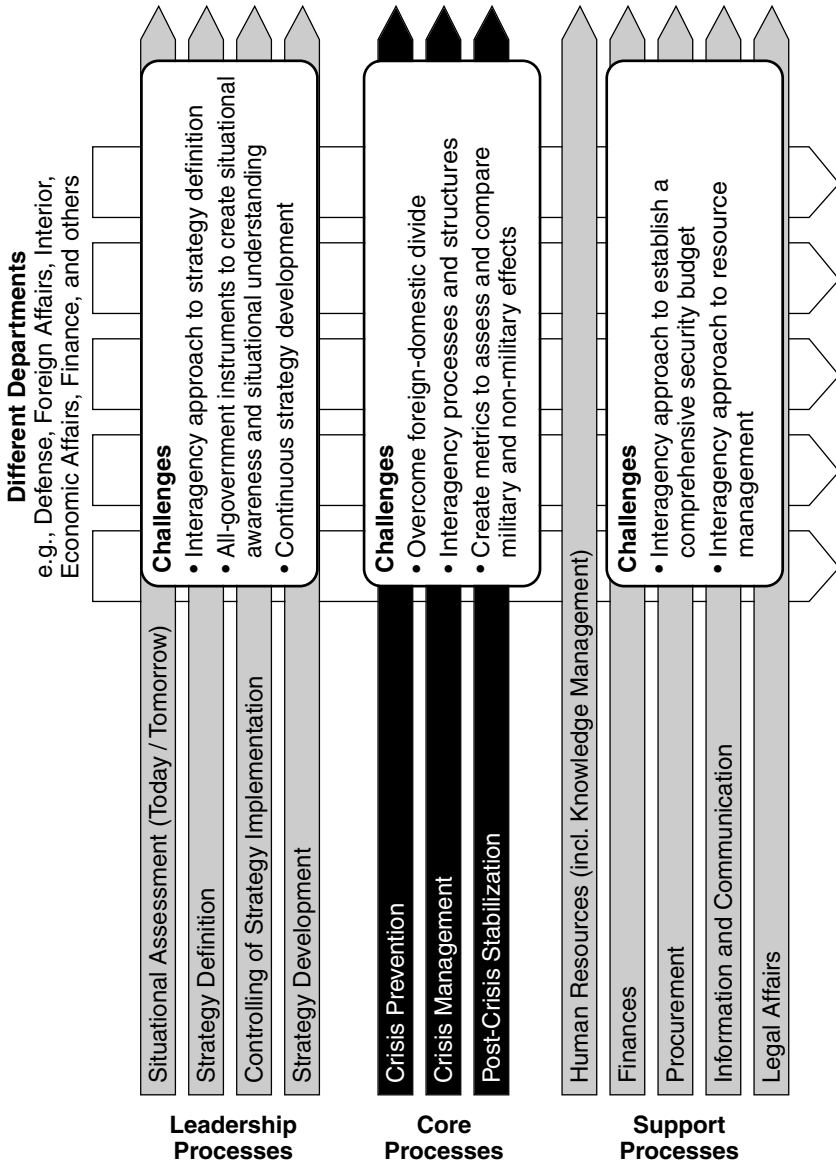 Different Departments
e.g., Defense, Foreign Affairs, Interior,
Economic Affairs, Finance, and others
Leadership
Processes
Situational Assessment (Today / Tomorrow)
Strategy Definition
Controlling of Strategy Implementation
Strategy Development
Challenges
• Interagency approach to strategy definition
• All-government instruments to create situational
awareness and situational understanding
• Continuous strategy development
Core
Processes
Crisis Prevention
Crisis Management
Post-Crisis Stabilization
Challenges
• Overcome foreign-domestic divide
• Interagency processes and structures
• Create metrics to assess and compare
military and non-military effects
Support
Processes
Human Resources (incl. Knowledge Management)
Finances
Procurement
Information and Communication
Legal Affairs
Challenges
• Interagency approach to establish a
comprehensive security budget
• Interagency approach to resource
management